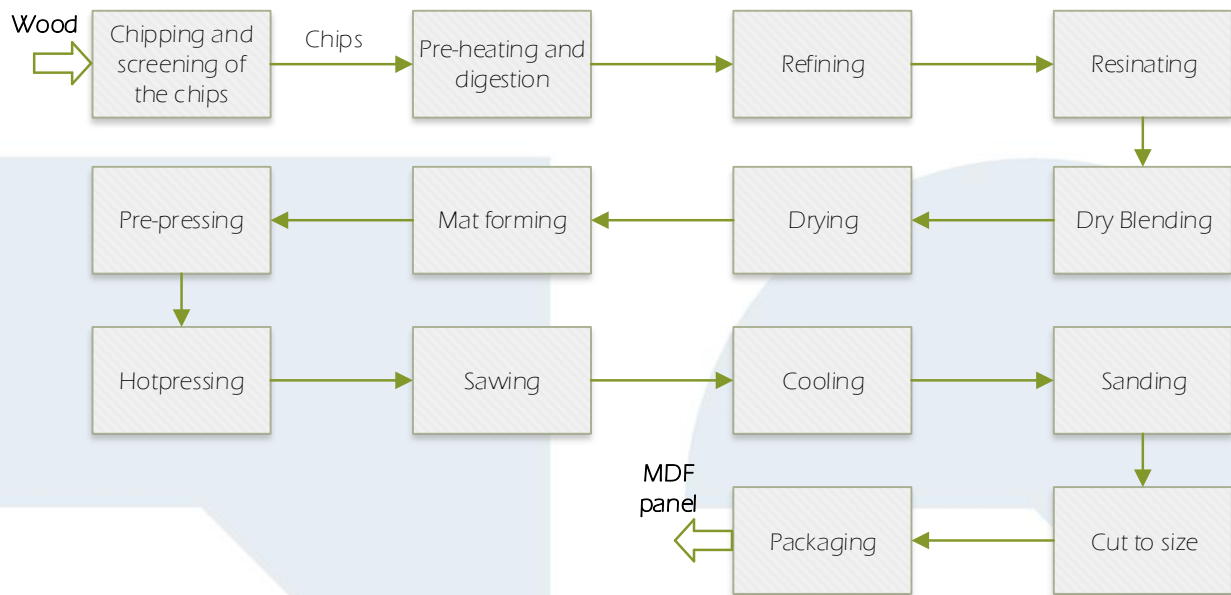 Wood
Chipping and
screening of
the chips
Chips
Pre-heating and
digestion
Refining
Resinating
Dry Blending
Drying
Mat forming
Pre-pressing
Hotpressing
Sawing
Cooling
Sanding
Cut to size
Packaging
MDF
panel